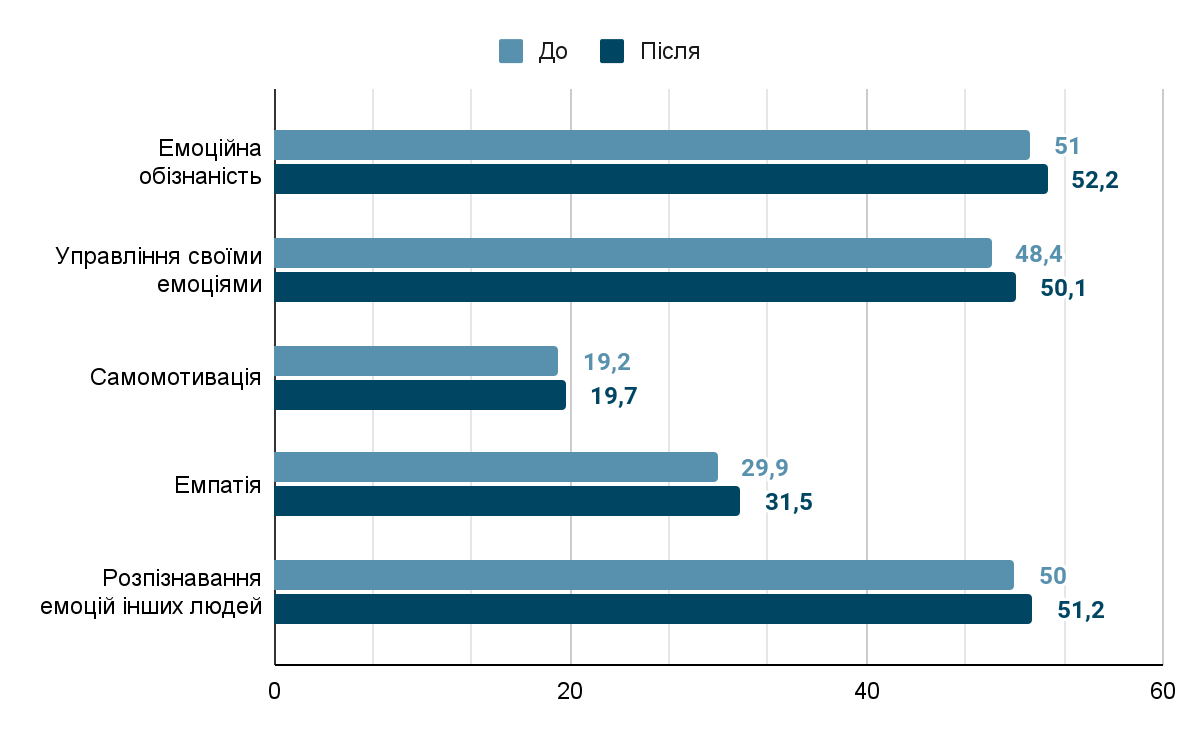 До Після
Емоційна
обізнаність
51
52,2
Управління своїми
емоціями
48,4
50,1
Самомотивація
19,2
19,7
Емпатія
29,9
31,5
Розпізнавання
емоцій інших людей
50
51,2
0 20 40 60